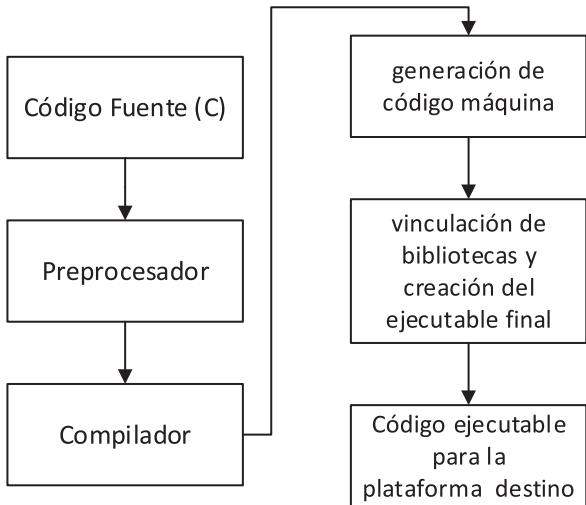 Código Fuente (C)
Preprocesador
Compilador
generación de
código máquina
vinculación de
bibliotecas y
creación del
ejecutable final
Código ejecutable
para la
plataforma destino